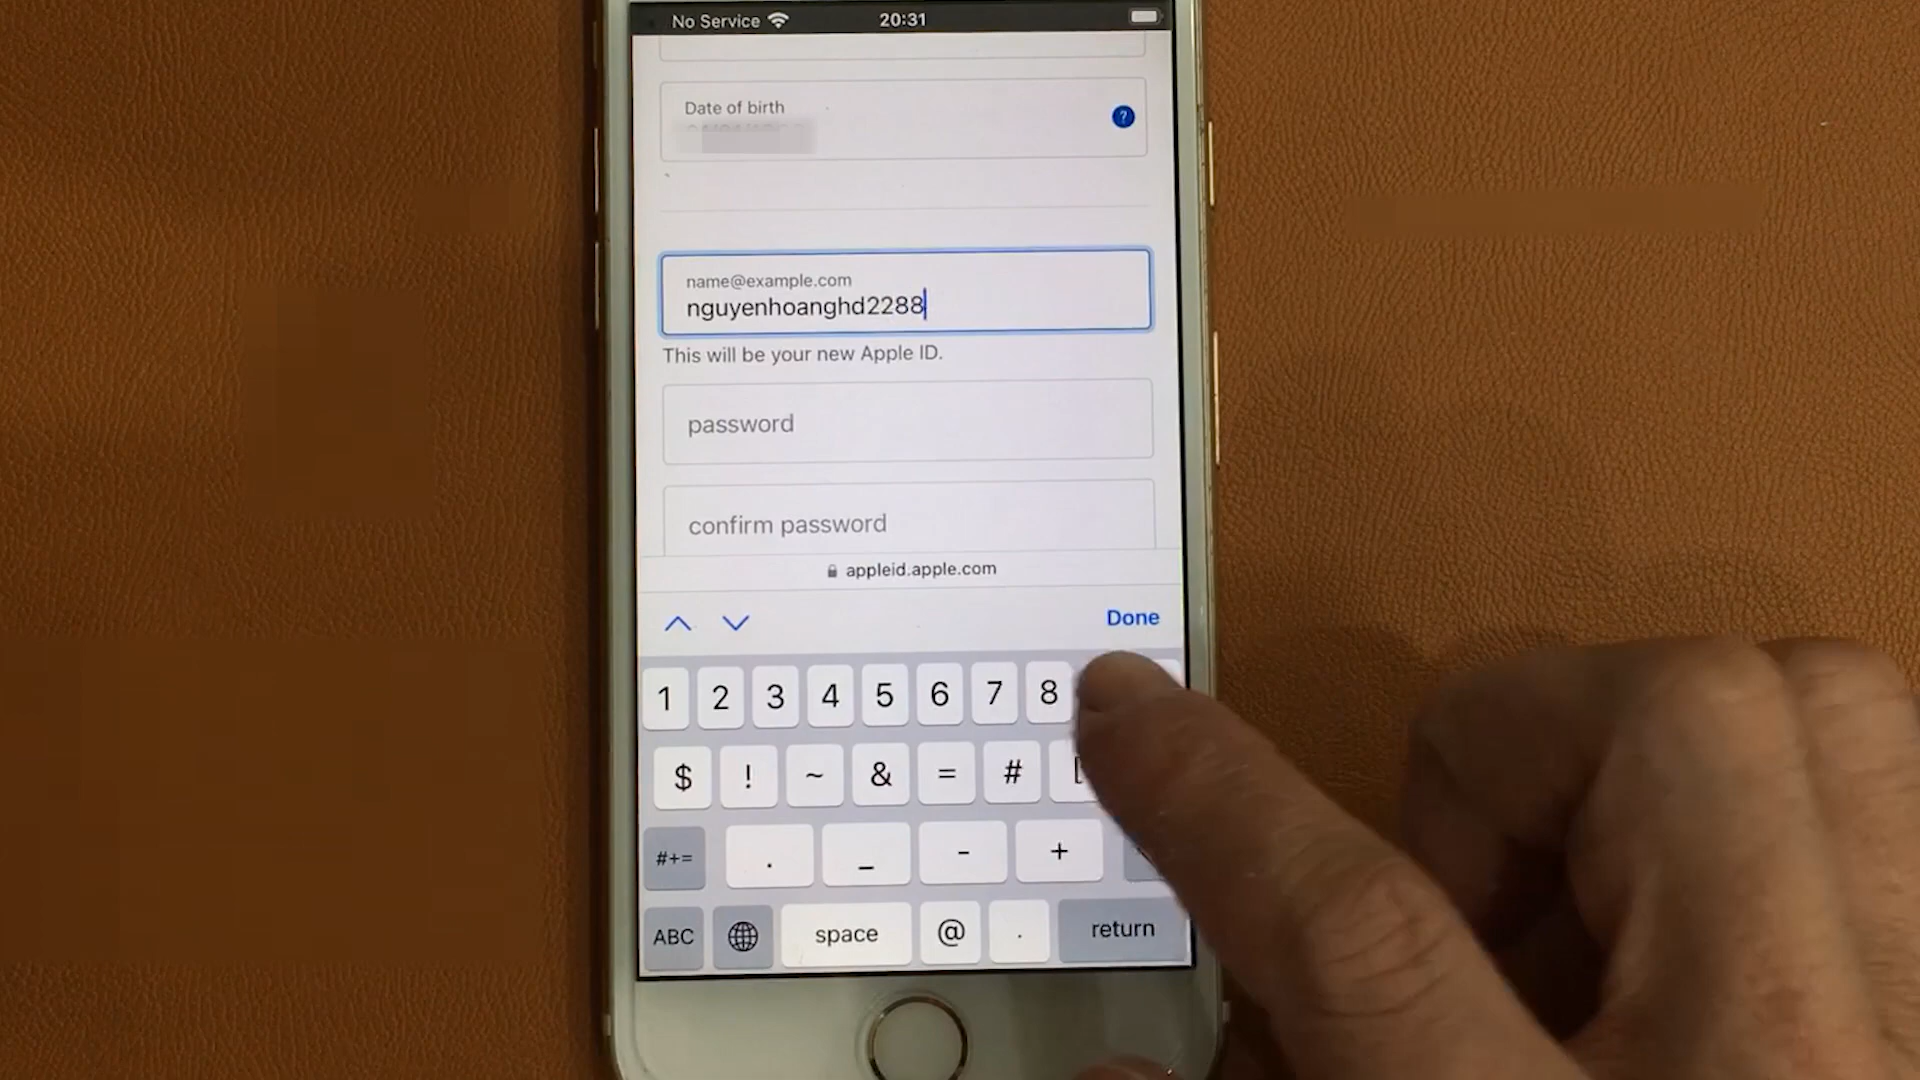 No Service 20:31
Date of birth
?
name@example.com
nguyenhoanghd2288
This will be your new Apple ID.
password
confirm password
appleid.apple.com
Done
1 2 3 4 5 6 7 8
$ ! ~ & = # [
#+= . _ - +
ABC space @ . return